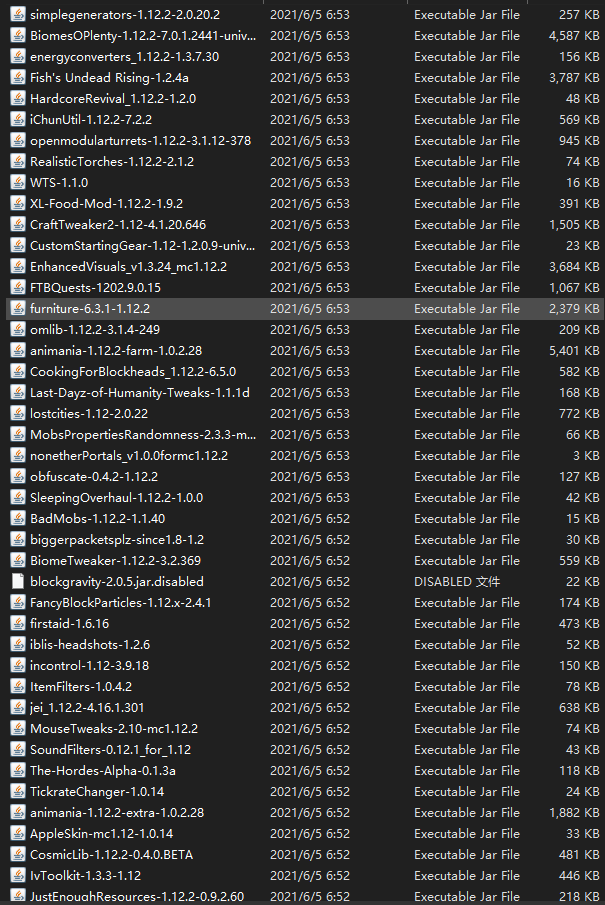 simplegenerators-1.12.2-2.0.20.2 2021/6/5 6:53 Executable Jar File 257 KB
BiomesOPlenty-1.12.2-7.0.1.2441-univ... 2021/6/5 6:53 Executable Jar File 4,587 KB
energyconverters_1.12.2-1.3.7.30 2021/6/5 6:53 Executable Jar File 156 KB
Fish's Undead Rising-1.2.4a 2021/6/5 6:53 Executable Jar File 3,787 KB
HardcoreRevival_1.12.2-1.2.0 2021/6/5 6:53 Executable Jar File 48 KB
iChunUtil-1.12.2-7.2.2 2021/6/5 6:53 Executable Jar File 569 KB
openmodularturrets-1.12.2-3.1.12-378 2021/6/5 6:53 Executable Jar File 945 KB
RealisticTorches-1.12.2-2.1.2 2021/6/5 6:53 Executable Jar File 74 KB
WTS-1.1.0 2021/6/5 6:53 Executable Jar File 16 KB
XL-Food-Mod-1.12.2-1.9.2 2021/6/5 6:53 Executable Jar File 391 KB
CraftTweaker2-1.12-4.1.20.646 2021/6/5 6:53 Executable Jar File 1,505 KB
CustomStartingGear-1.12-1.2.0.9-univ... 2021/6/5 6:53 Executable Jar File 23 KB
EnhancedVisuals_v1.3.24_mc1.12.2 2021/6/5 6:53 Executable Jar File 3,684 KB
FTBQuests-1202.9.0.15 2021/6/5 6:53 Executable Jar File 1,067 KB
furniture-6.3.1-1.12.2 2021/6/5 6:53 Executable Jar File 2,379 KB
omlib-1.12.2-3.1.4-249 2021/6/5 6:53 Executable Jar File 209 KB
animania-1.12.2-farm-1.0.2.28 2021/6/5 6:53 Executable Jar File 5,401 KB
CookingForBlockheads_1.12.2-6.5.0 2021/6/5 6:53 Executable Jar File 582 KB
Last-Dayz-of-Humanity-Tweaks-1.1.1d 2021/6/5 6:53 Executable Jar File 168 KB
lostcities-1.12-2.0.22 2021/6/5 6:53 Executable Jar File 772 KB
MobsPropertiesRandomness-2.3.3-m... 2021/6/5 6:53 Executable Jar File 66 KB
nonetherPortals_v1.0.0formc1.12.2 2021/6/5 6:53 Executable Jar File 3 KB
obfuscate-0.4.2-1.12.2 2021/6/5 6:53 Executable Jar File 127 KB
SleepingOverhaul-1.12.2-1.0.0 2021/6/5 6:53 Executable Jar File 42 KB
BadMobs-1.12.2-1.1.40 2021/6/5 6:52 Executable Jar File 15 KB
biggerpacketsplz-since1.8-1.2 2021/6/5 6:52 Executable Jar File 30 KB
BiomeTweaker-1.12.2-3.2.369 2021/6/5 6:52 Executable Jar File 559 KB
blockgravity-2.0.5.jar.disabled 2021/6/5 6:52 DISABLED 文件 22 KB
FancyBlockParticles-1.12.x-2.4.1 2021/6/5 6:52 Executable Jar File 174 KB
firstaid-1.6.16 2021/6/5 6:52 Executable Jar File 473 KB
iblis-headshots-1.2.6 2021/6/5 6:52 Executable Jar File 52 KB
incontrol-1.12-3.9.18 2021/6/5 6:52 Executable Jar File 150 KB
ItemFilters-1.0.4.2 2021/6/5 6:52 Executable Jar File 78 KB
jei_1.12.2-4.16.1.301 2021/6/5 6:52 Executable Jar File 638 KB
MouseTweaks-2.10-mc1.12.2 2021/6/5 6:52 Executable Jar File 74 KB
SoundFilters-0.12.1_for_1.12 2021/6/5 6:52 Executable Jar File 43 KB
The-Hordes-Alpha-0.1.3a 2021/6/5 6:52 Executable Jar File 118 KB
TickrateChanger-1.0.14 2021/6/5 6:52 Executable Jar File 24 KB
animania-1.12.2-extra-1.0.2.28 2021/6/5 6:52 Executable Jar File 1,882 KB
AppleSkin-mc1.12-1.0.14 2021/6/5 6:52 Executable Jar File 33 KB
CosmicLib-1.12.2-0.4.0.BETA 2021/6/5 6:52 Executable Jar File 481 KB
IvToolkit-1.3.3-1.12 2021/6/5 6:52 Executable Jar File 446 KB
JustEnoughResources-1.12.2-0.9.2.60 2021/6/5 6:52 Executable Jar File 218 KB